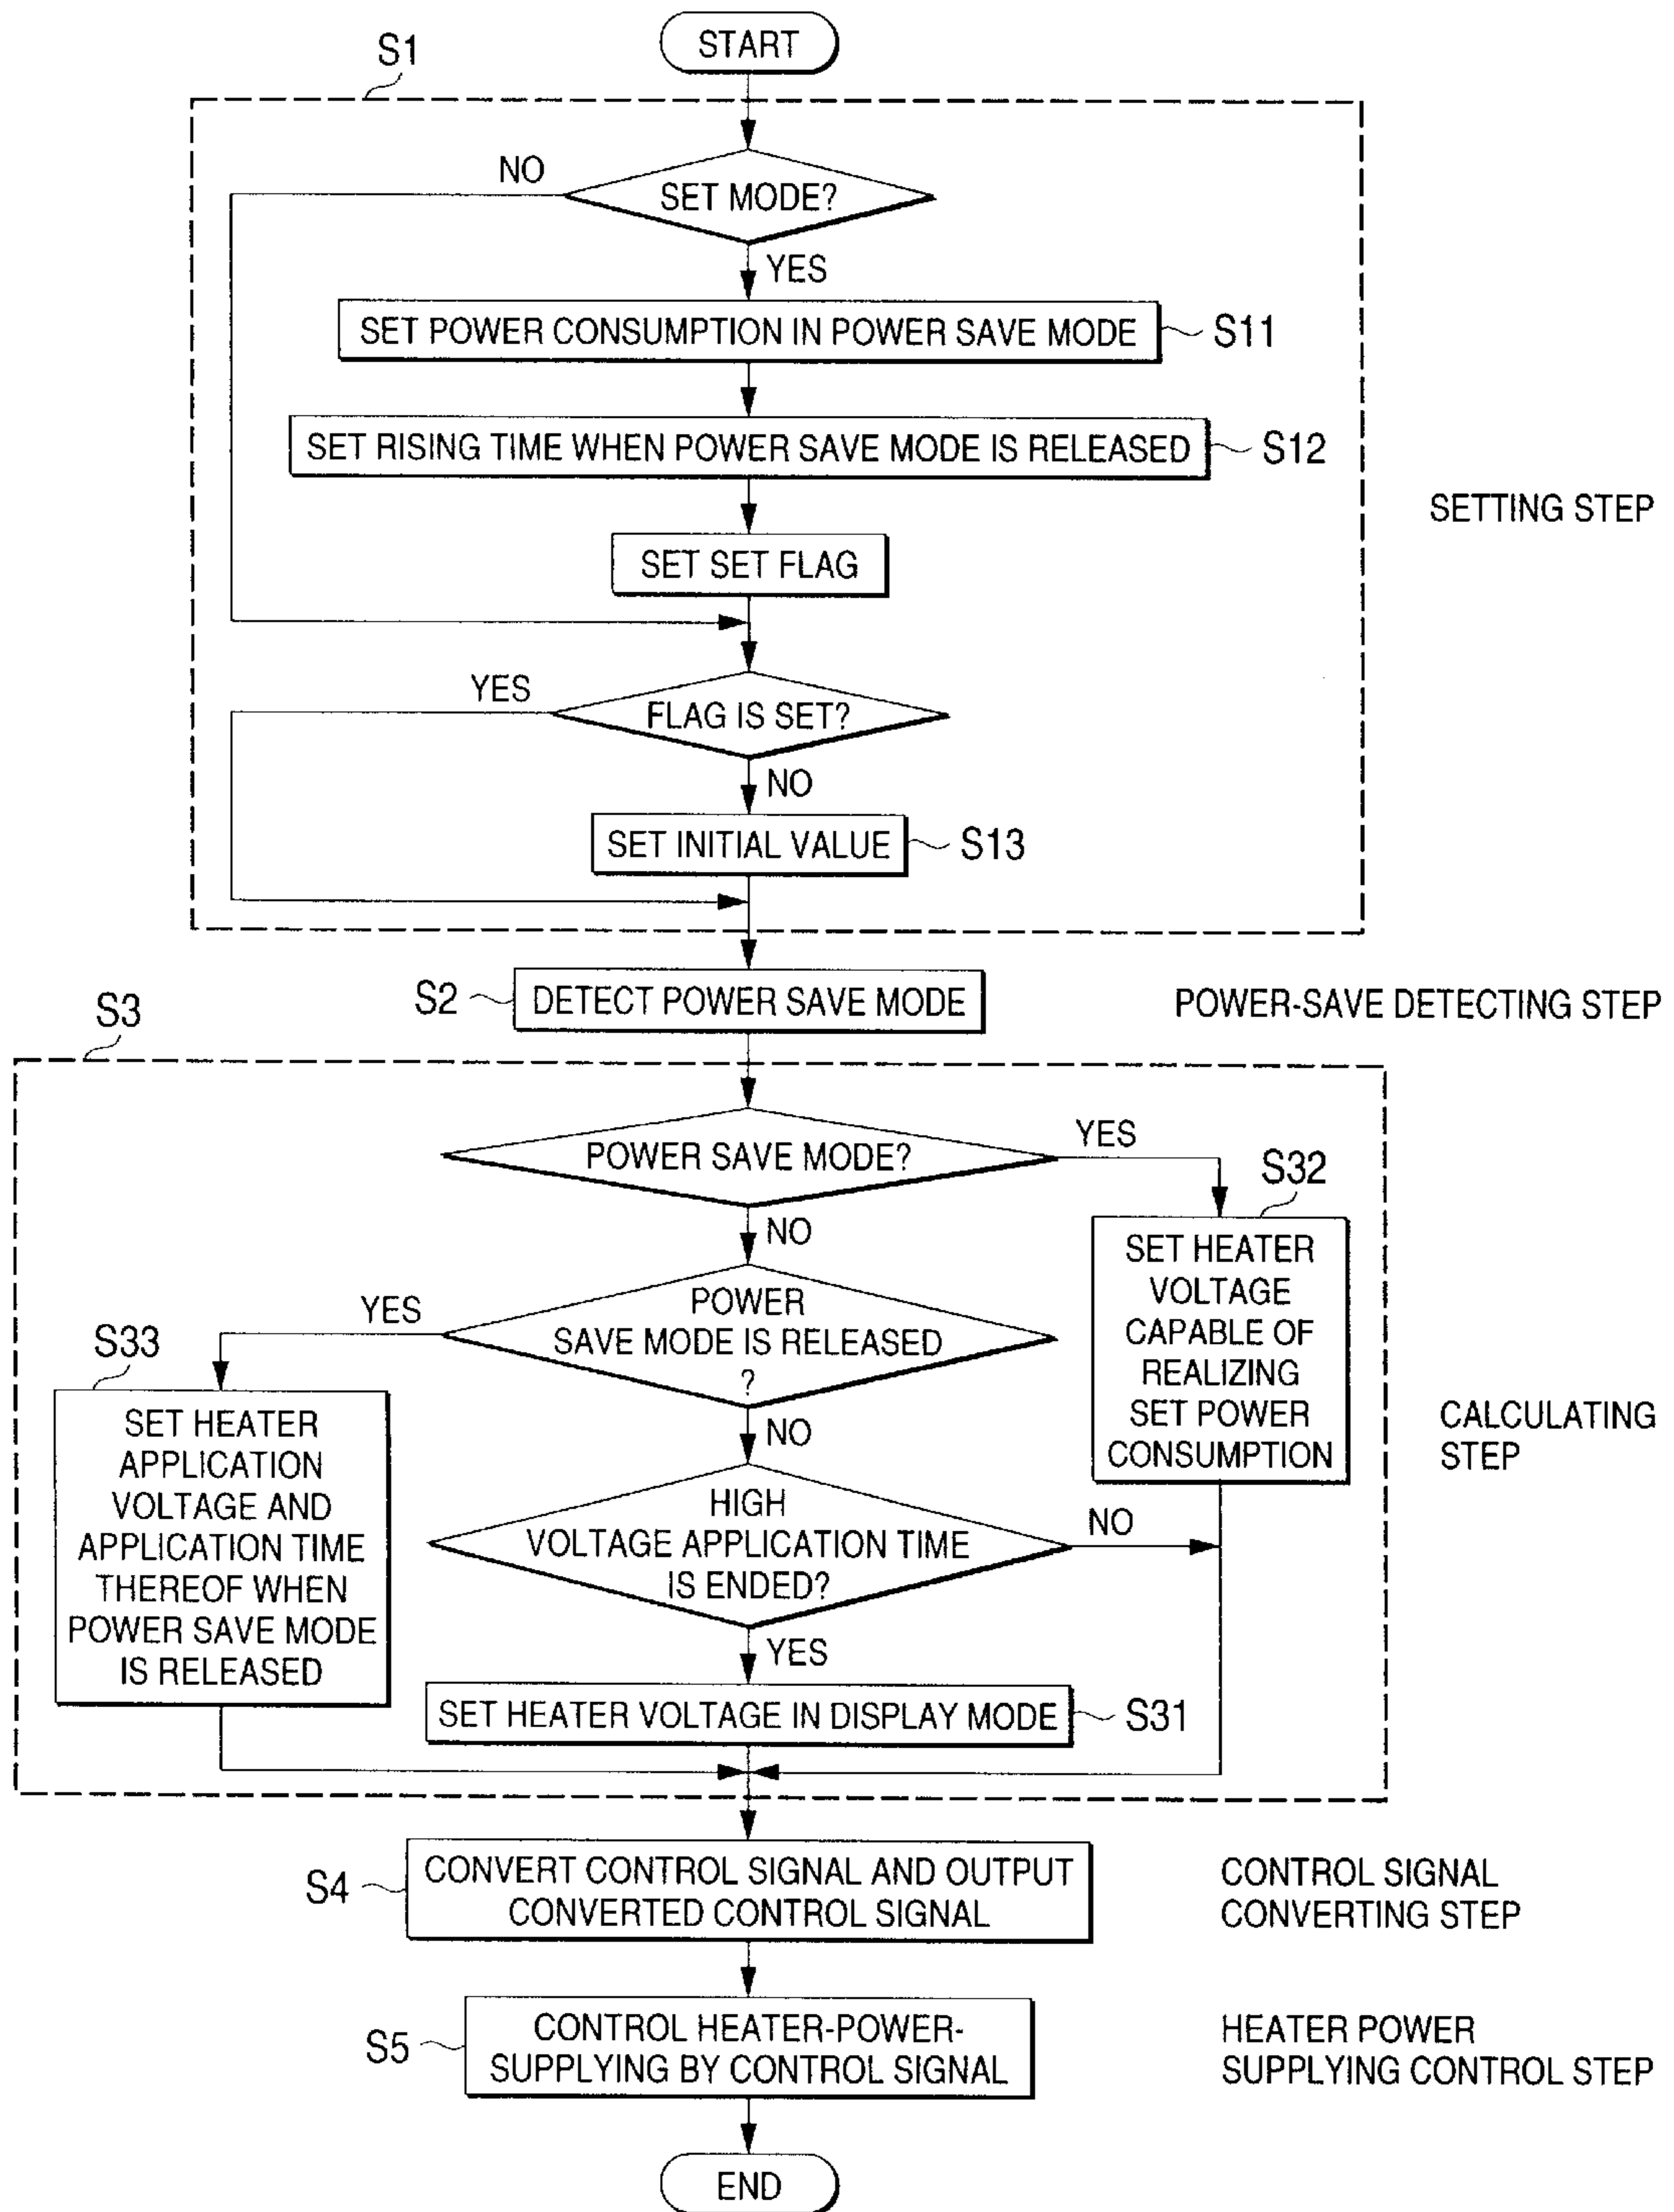 START
S1
NO
SET MODE?
YES
SET POWER CONSUMPTION IN POWER SAVE MODE
S11
SET RISING TIME WHEN POWER SAVE MODE IS RELEASED
S12
SETTING STEP
SET SET FLAG
YES
FLAG IS SET?
NO
SET INITIAL VALUE
S13
S2
DETECT POWER SAVE MODE
POWER-SAVE DETECTING STEP
S3
POWER SAVE MODE?
YES
NO
S32
SET HEATER
VOLTAGE
CAPABLE OF
REALIZING
SET POWER
CONSUMPTION
YES
POWER
SAVE MODE IS RELEASED
?
NO
S33
SET HEATER
APPLICATION
VOLTAGE AND
APPLICATION TIME
THEREOF WHEN
POWER SAVE MODE
IS RELEASED
CALCULATING
STEP
HIGH
VOLTAGE APPLICATION TIME
IS ENDED?
NO
YES
SET HEATER VOLTAGE IN DISPLAY MODE
S31
S4
CONVERT CONTROL SIGNAL AND OUTPUT
CONVERTED CONTROL SIGNAL
CONTROL SIGNAL
CONVERTING STEP
S5
CONTROL HEATER-POWER-
SUPPLYING BY CONTROL SIGNAL
HEATER POWER
SUPPLYING CONTROL STEP
END